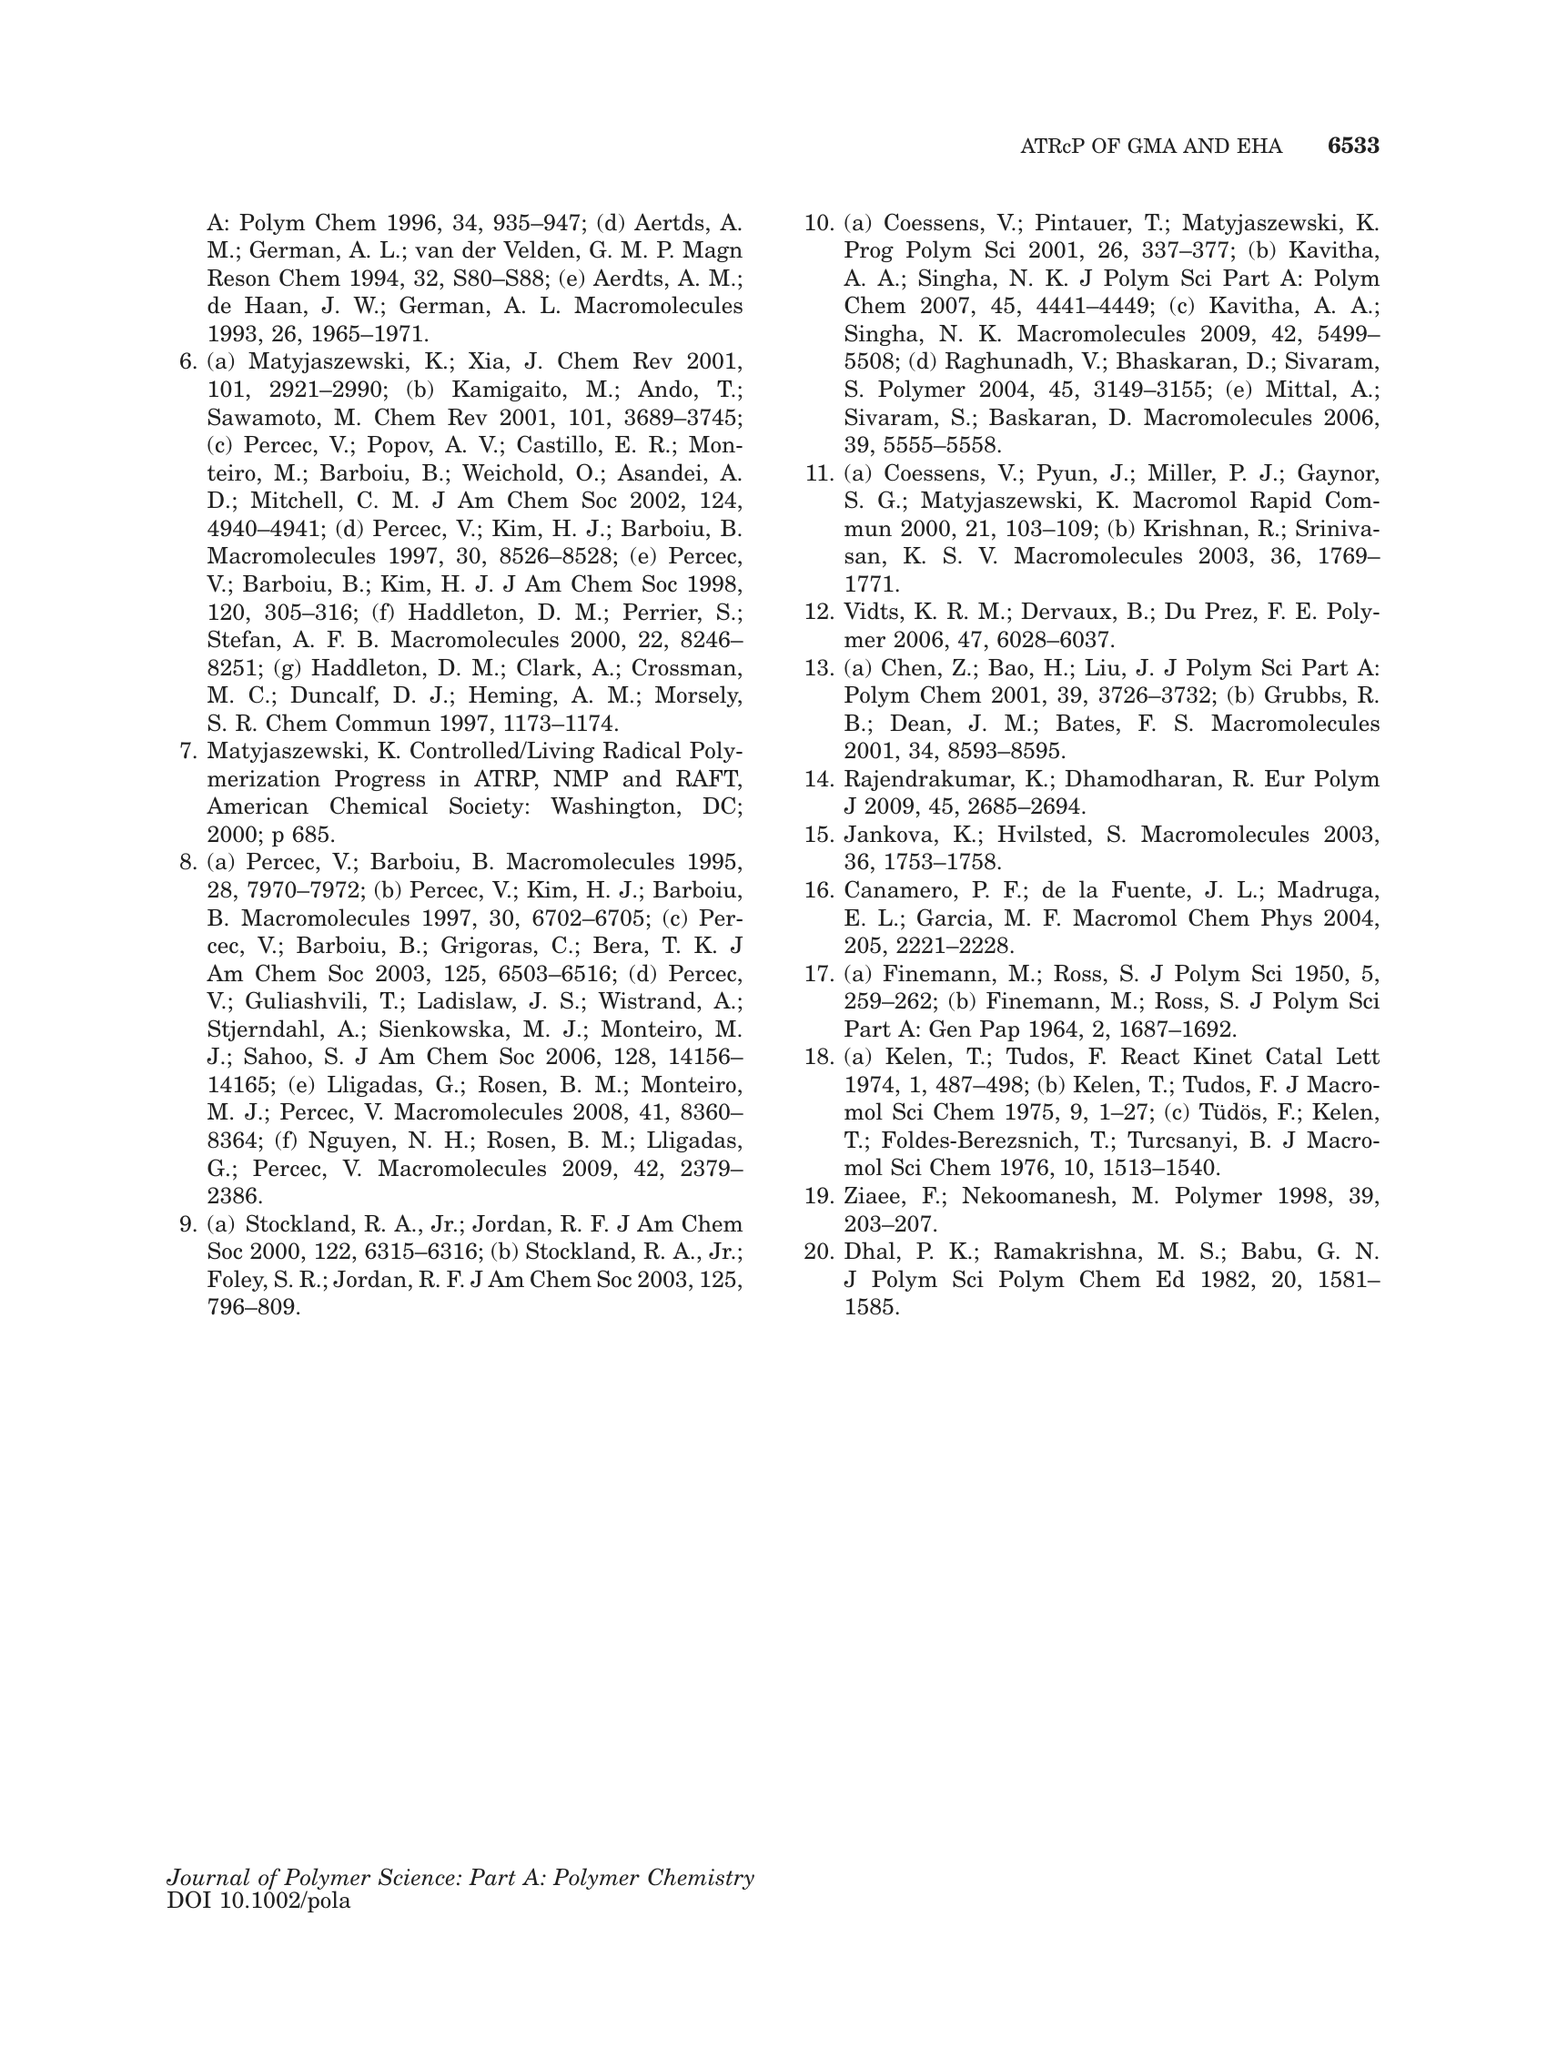 ATRcP OF GMA AND EHA 6533
A: Polym Chem 1996, 34, 935–947; (d) Aertds, A.
M.; German, A. L.; van der Velden, G. M. P. Magn
Reson Chem 1994, 32, S80–S88; (e) Aerdts, A. M.;
de Haan, J. W.; German, A. L. Macromolecules
1993, 26, 1965–1971.
6. (a) Matyjaszewski, K.; Xia, J. Chem Rev 2001,
101, 2921–2990; (b) Kamigaito, M.; Ando, T.;
Sawamoto, M. Chem Rev 2001, 101, 3689–3745;
(c) Percec, V.; Popov, A. V.; Castillo, E. R.; Mon-
teiro, M.; Barboiu, B.; Weichold, O.; Asandei, A.
D.; Mitchell, C. M. J Am Chem Soc 2002, 124,
4940–4941; (d) Percec, V.; Kim, H. J.; Barboiu, B.
Macromolecules 1997, 30, 8526–8528; (e) Percec,
V.; Barboiu, B.; Kim, H. J. J Am Chem Soc 1998,
120, 305–316; (f) Haddleton, D. M.; Perrier, S.;
Stefan, A. F. B. Macromolecules 2000, 22, 8246–
8251; (g) Haddleton, D. M.; Clark, A.; Crossman,
M. C.; Duncalf, D. J.; Heming, A. M.; Morsely,
S. R. Chem Commun 1997, 1173–1174.
7. Matyjaszewski, K. Controlled/Living Radical Poly-
merization Progress in ATRP, NMP and RAFT,
American Chemical Society: Washington, DC;
2000; p 685.
8. (a) Percec, V.; Barboiu, B. Macromolecules 1995,
28, 7970–7972; (b) Percec, V.; Kim, H. J.; Barboiu,
B. Macromolecules 1997, 30, 6702–6705; (c) Per-
cec, V.; Barboiu, B.; Grigoras, C.; Bera, T. K. J
Am Chem Soc 2003, 125, 6503–6516; (d) Percec,
V.; Guliashvili, T.; Ladislaw, J. S.; Wistrand, A.;
Stjerndahl, A.; Sienkowska, M. J.; Monteiro, M.
J.; Sahoo, S. J Am Chem Soc 2006, 128, 14156–
14165; (e) Lligadas, G.; Rosen, B. M.; Monteiro,
M. J.; Percec, V. Macromolecules 2008, 41, 8360–
8364; (f) Nguyen, N. H.; Rosen, B. M.; Lligadas,
G.; Percec, V. Macromolecules 2009, 42, 2379–
2386.
9. (a) Stockland, R. A., Jr.; Jordan, R. F. J Am Chem
Soc 2000, 122, 6315–6316; (b) Stockland, R. A., Jr.;
Foley, S. R.; Jordan, R. F. J Am Chem Soc 2003, 125,
796–809.
10. (a) Coessens, V.; Pintauer, T.; Matyjaszewski, K.
Prog Polym Sci 2001, 26, 337–377; (b) Kavitha,
A. A.; Singha, N. K. J Polym Sci Part A: Polym
Chem 2007, 45, 4441–4449; (c) Kavitha, A. A.;
Singha, N. K. Macromolecules 2009, 42, 5499–
5508; (d) Raghunadh, V.; Bhaskaran, D.; Sivaram,
S. Polymer 2004, 45, 3149–3155; (e) Mittal, A.;
Sivaram, S.; Baskaran, D. Macromolecules 2006,
39, 5555–5558.
11. (a) Coessens, V.; Pyun, J.; Miller, P. J.; Gaynor,
S. G.; Matyjaszewski, K. Macromol Rapid Com-
mun 2000, 21, 103–109; (b) Krishnan, R.; Sriniva-
san, K. S. V. Macromolecules 2003, 36, 1769–
1771.
12. Vidts, K. R. M.; Dervaux, B.; Du Prez, F. E. Poly-
mer 2006, 47, 6028–6037.
13. (a) Chen, Z.; Bao, H.; Liu, J. J Polym Sci Part A:
Polym Chem 2001, 39, 3726–3732; (b) Grubbs, R.
B.; Dean, J. M.; Bates, F. S. Macromolecules
2001, 34, 8593–8595.
14. Rajendrakumar, K.; Dhamodharan, R. Eur Polym
J 2009, 45, 2685–2694.
15. Jankova, K.; Hvilsted, S. Macromolecules 2003,
36, 1753–1758.
16. Canamero, P. F.; de la Fuente, J. L.; Madruga,
E. L.; Garcia, M. F. Macromol Chem Phys 2004,
205, 2221–2228.
17. (a) Finemann, M.; Ross, S. J Polym Sci 1950, 5,
259–262; (b) Finemann, M.; Ross, S. J Polym Sci
Part A: Gen Pap 1964, 2, 1687–1692.
18. (a) Kelen, T.; Tudos, F. React Kinet Catal Lett
1974, 1, 487–498; (b) Kelen, T.; Tudos, F. J Macro-
mol Sci Chem 1975, 9, 1–27; (c) Tüdös, F.; Kelen,
T.; Foldes-Berezsnich, T.; Turcsanyi, B. J Macro-
mol Sci Chem 1976, 10, 1513–1540.
19. Ziaee, F.; Nekoomanesh, M. Polymer 1998, 39,
203–207.
20. Dhal, P. K.; Ramakrishna, M. S.; Babu, G. N.
J Polym Sci Polym Chem Ed 1982, 20, 1581–
1585.
Journal of Polymer Science: Part A: Polymer Chemistry
DOI 10.1002/pola